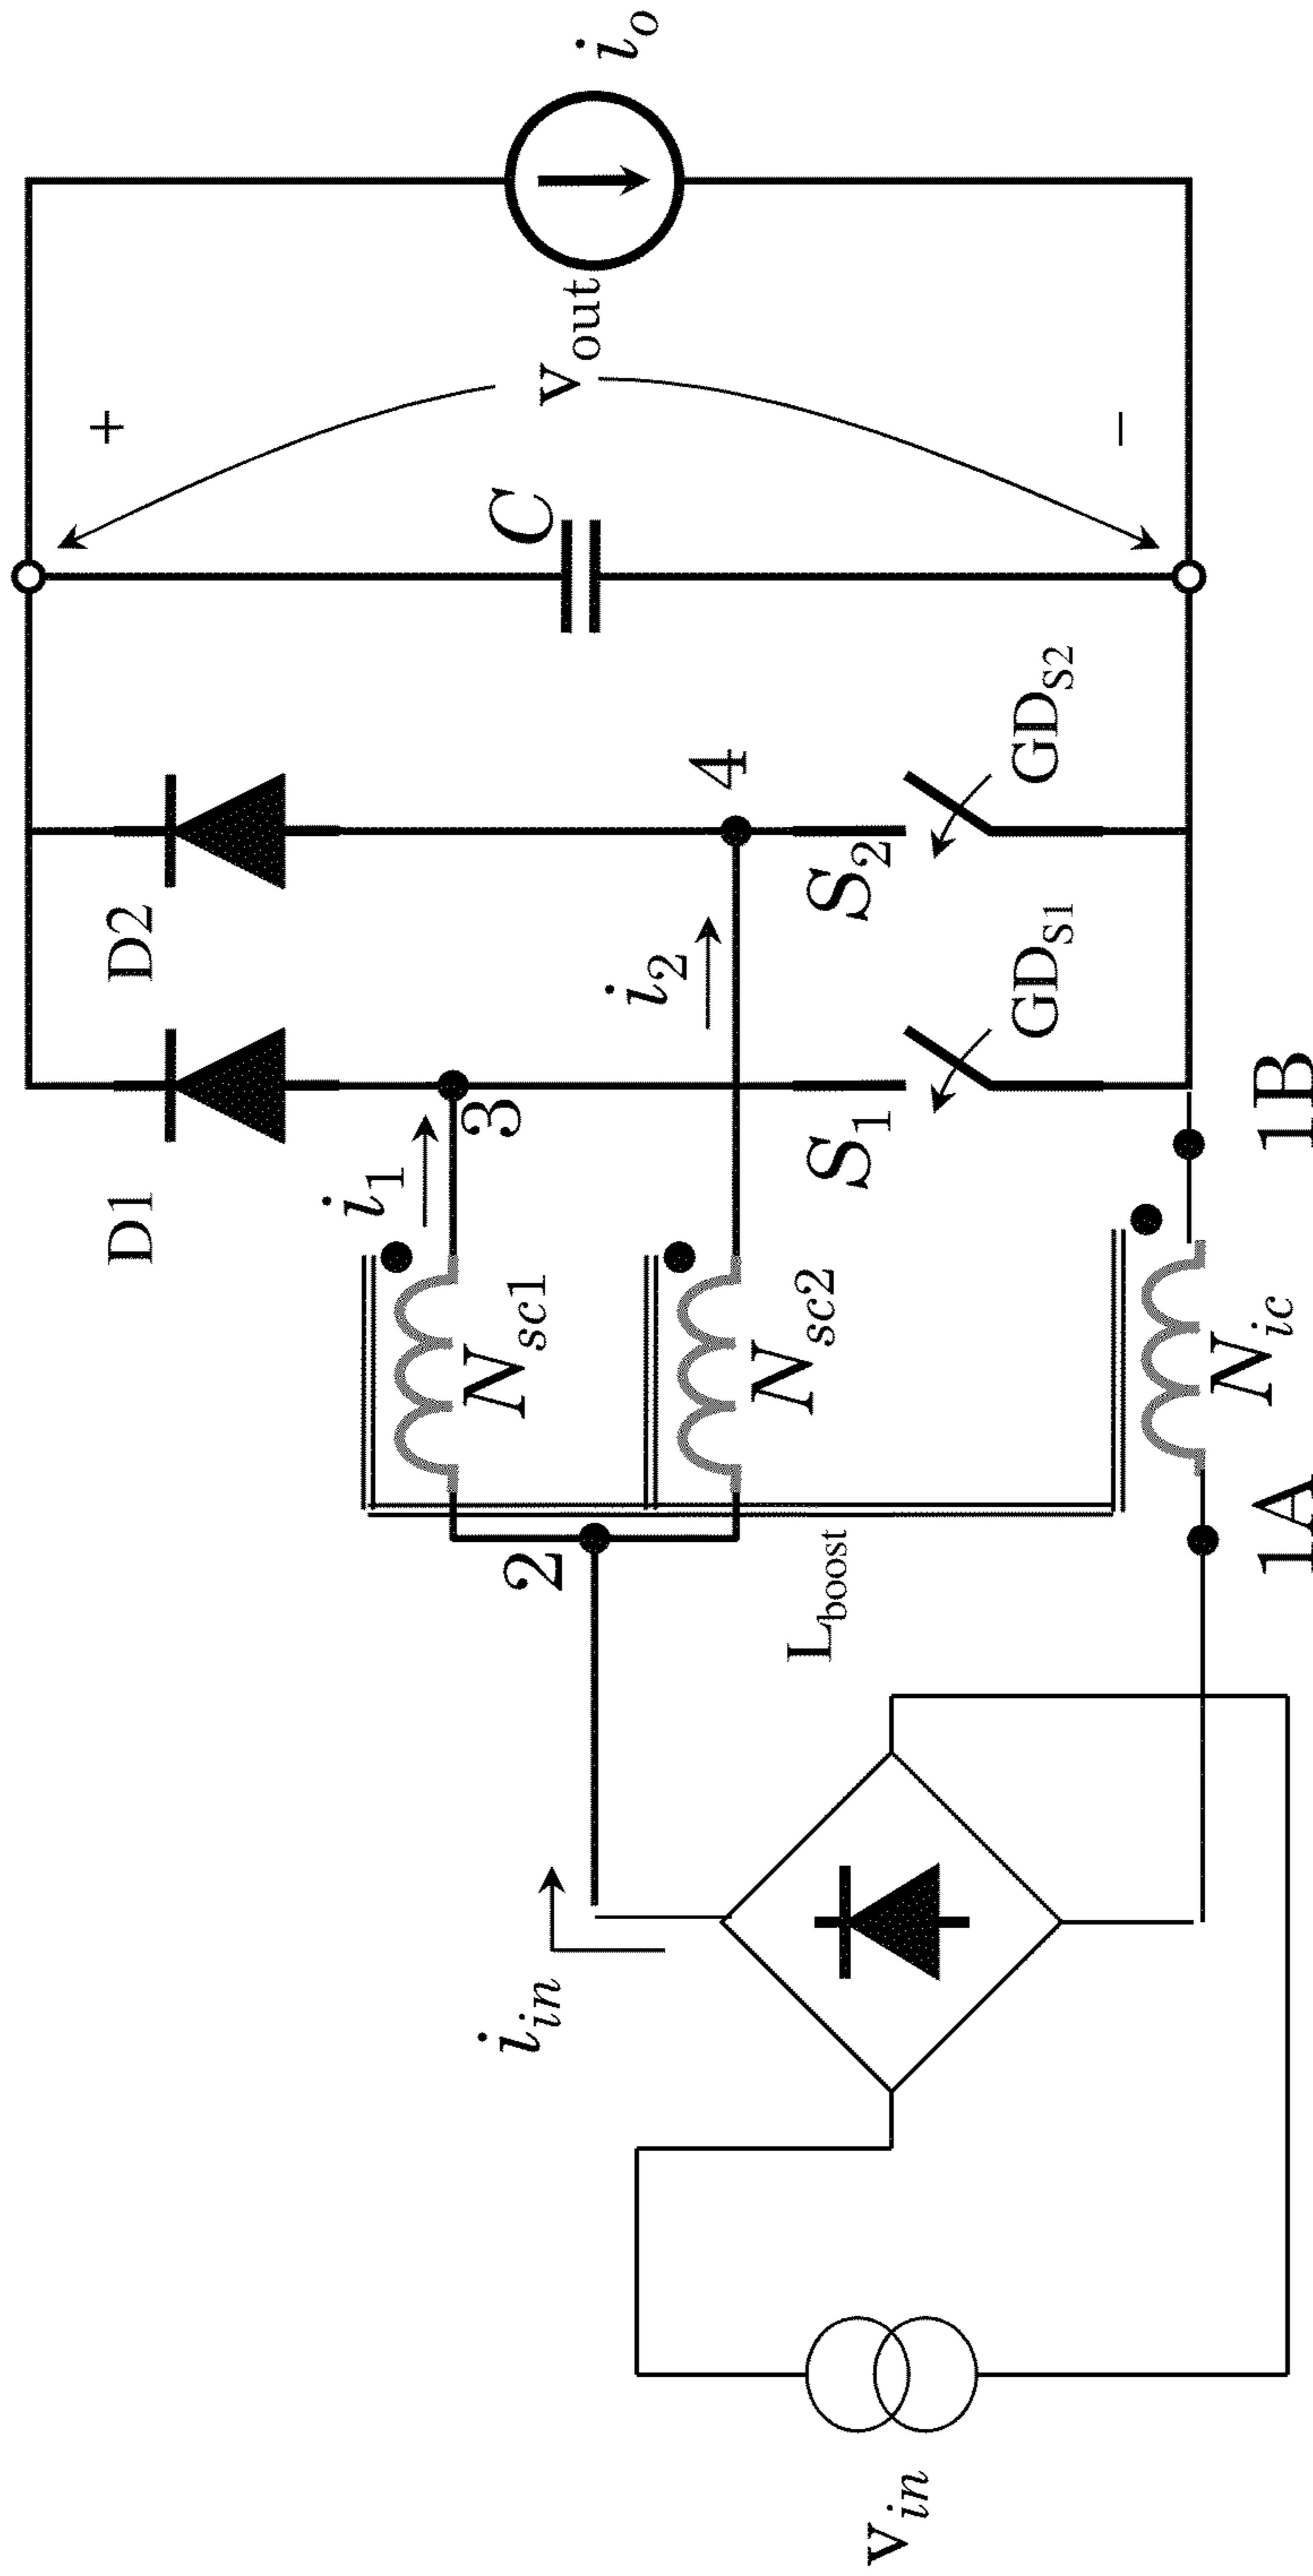 v_in
i_in
L_boost
2
1A
N_sc1
N_sc2
N_ic
i_1
i_2
3
4
1B
D1
D2
S_1
S_2
GD_S1
GD_S2
C
+
v_out
−
i_o